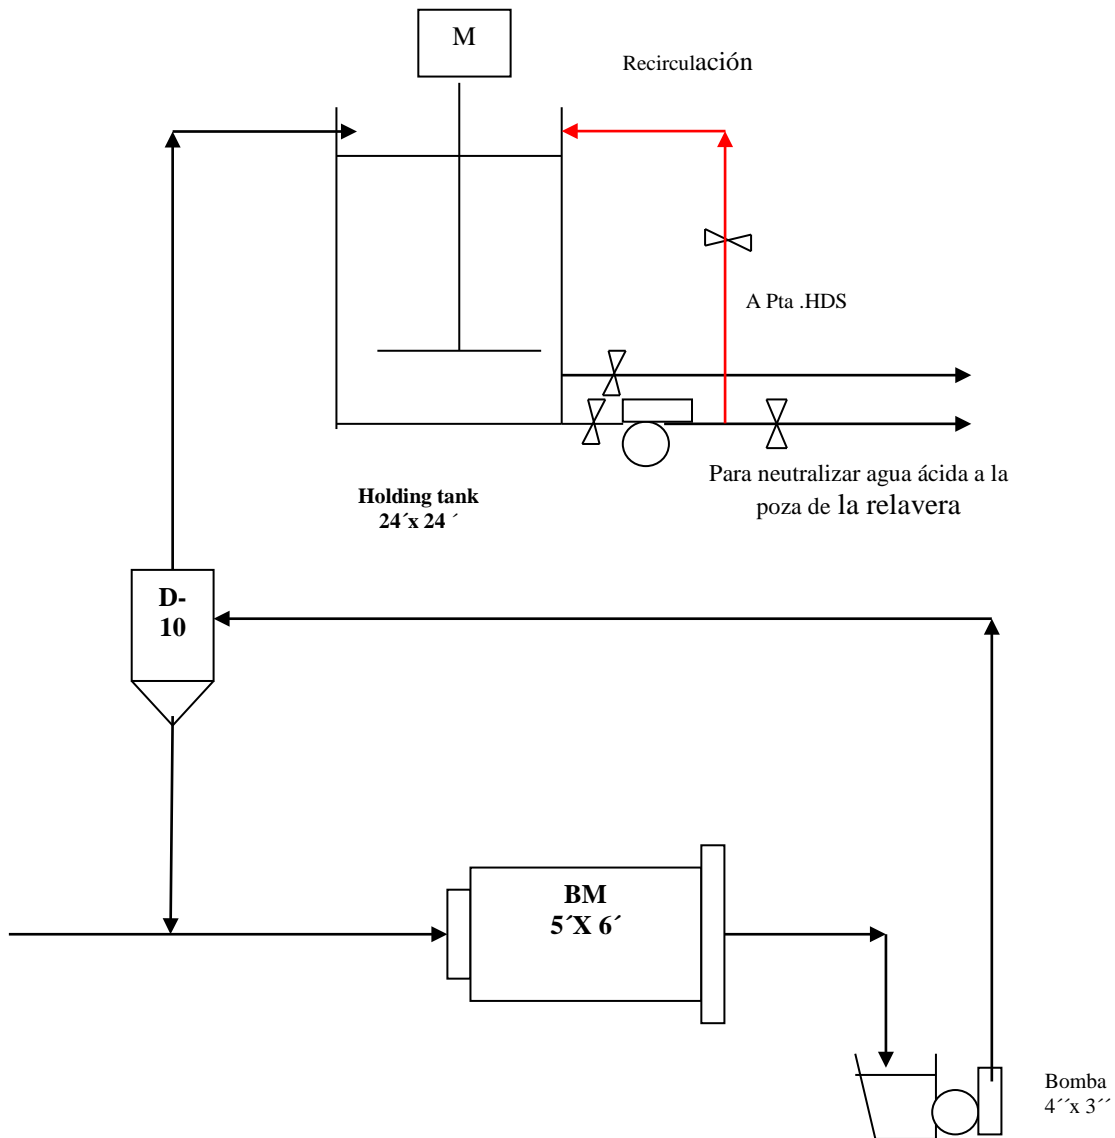 M
Recirculación
A Pta .HDS
Para neutralizar agua ácida a la
poza de la relavera
Holding tank
24´x 24 ´
D-
10
BM
5´X 6´
Bomba
4´´x 3´´